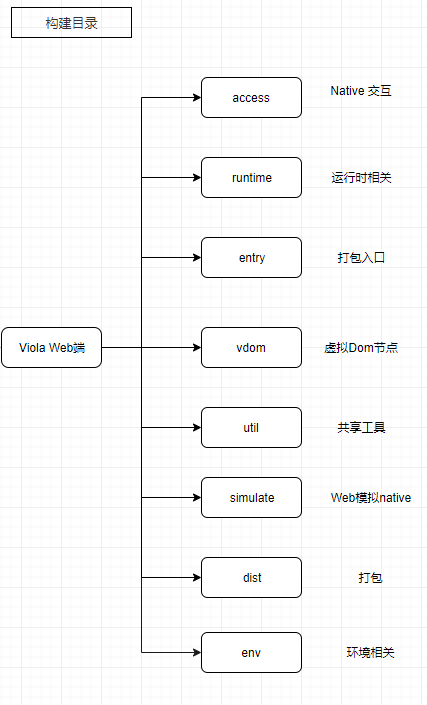 构建目录
access
Native 交互
runtime
运行时相关
entry
打包入口
Viola Web端
vdom
虚拟Dom节点
util
共享工具
simulate
Web模拟native
dist
打包
env
环境相关